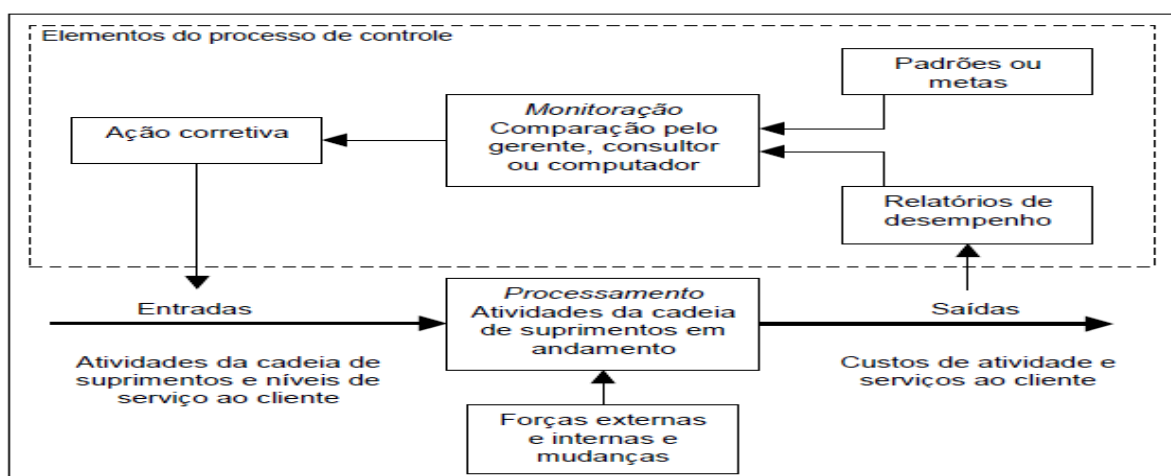 Elementos do processo de controle
Padrões ou
metas
Monitoração
Comparação pelo
gerente, consultor
ou computador
Ação corretiva
Relatórios de
desempenho
Entradas
Processamento
Atividades da cadeia
de suprimentos em
andamento
Saídas
Atividades da cadeia de
suprimentos e níveis de
serviço ao cliente
Custos de atividade e
serviços ao cliente
Forças externas
e internas e
mudanças